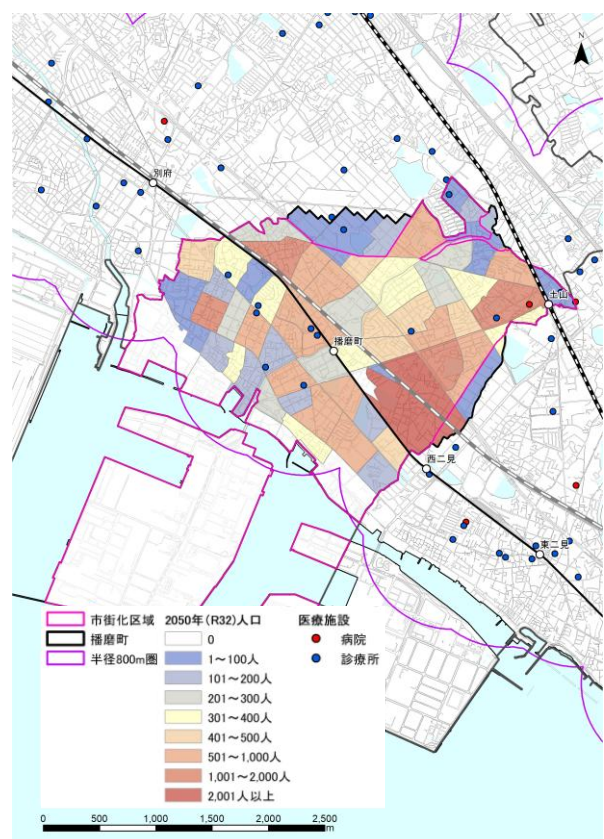 N
別府
土山
播磨町
西二見
東二見
市街化区域
播磨町
半径800m圏
2050年(R32)人口
0
1~100人
101~200人
201~300人
301~400人
401~500人
501~1,000人
1,001~2,000人
2,001人以上
医療施設
病院
診療所
0 500 1,000 1,500 2,000 2,500
m